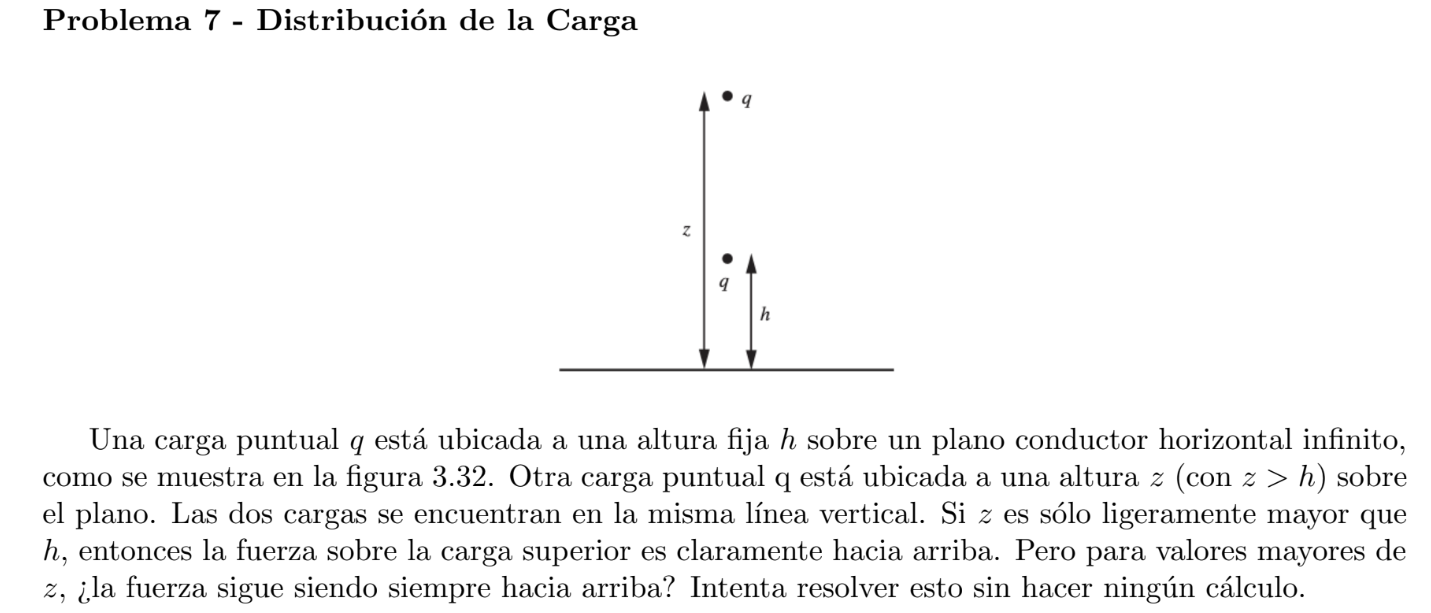 Problema 7 - Distribución de la Carga
q
z
q
h
Una carga puntual q está ubicada a una altura fija h sobre un plano conductor horizontal infinito,
como se muestra en la figura 3.32. Otra carga puntual q está ubicada a una altura z (con z > h) sobre
el plano. Las dos cargas se encuentran en la misma línea vertical. Si z es sólo ligeramente mayor que
h, entonces la fuerza sobre la carga superior es claramente hacia arriba. Pero para valores mayores de
z, ¿la fuerza sigue siendo siempre hacia arriba? Intenta resolver esto sin hacer ningún cálculo.